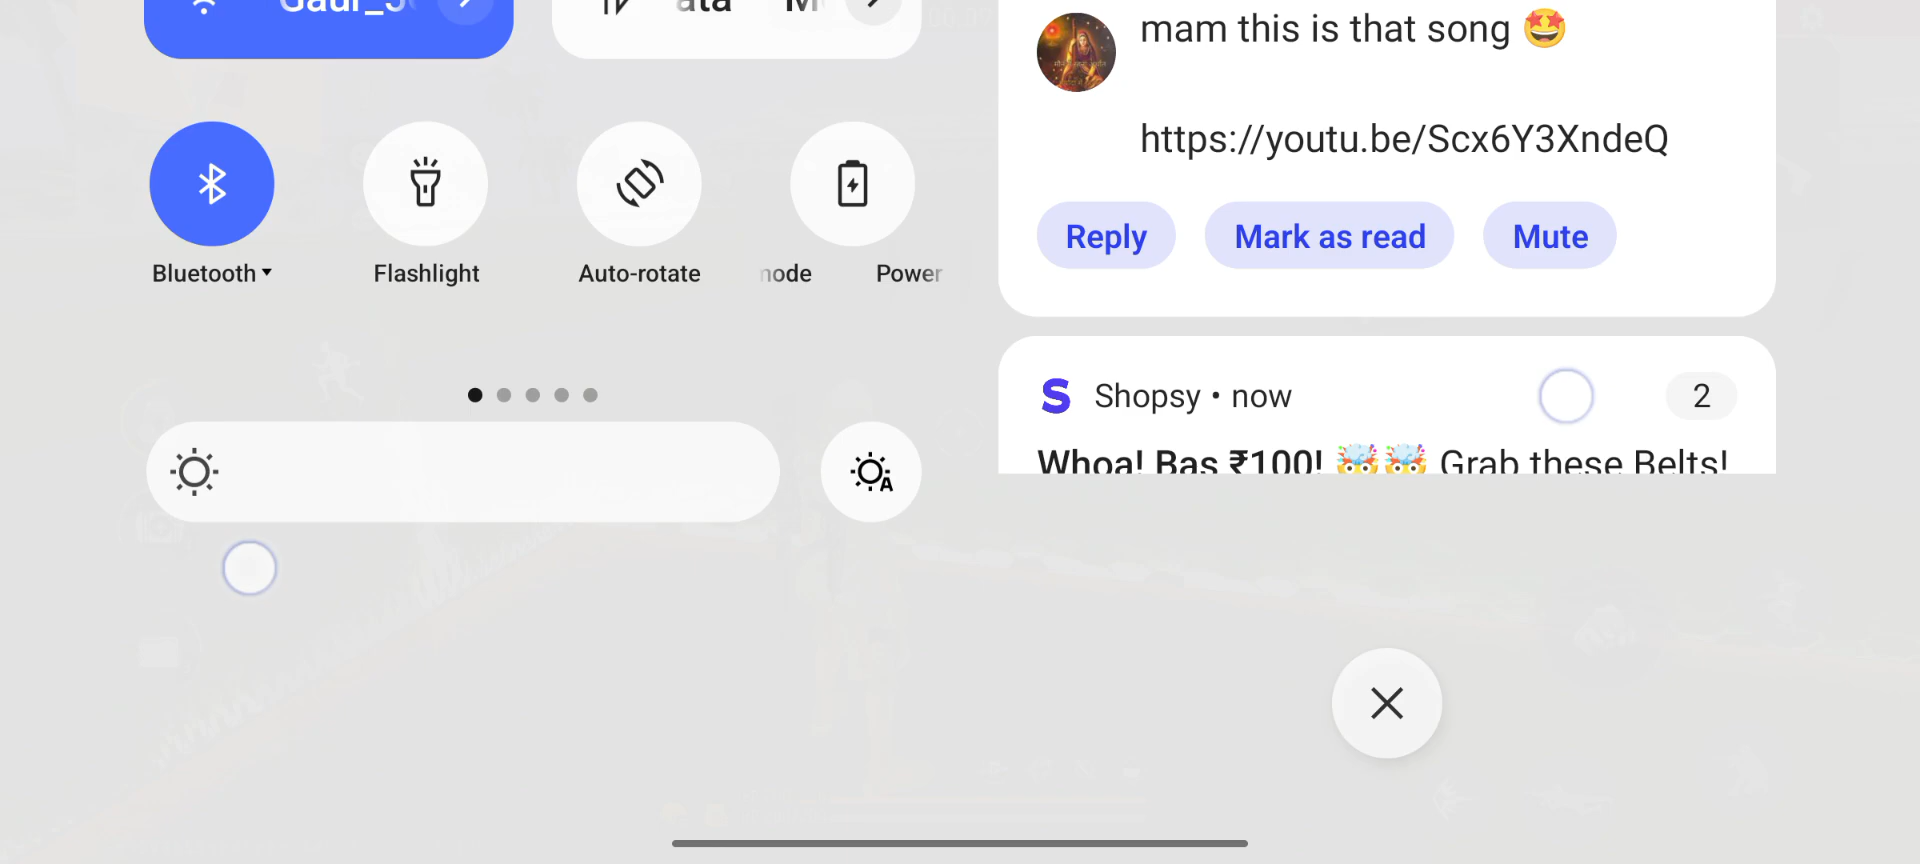 Bluetooth
Flashlight
Auto-rotate
Power
mam this is that song 🤩
https://youtu.be/Scx6Y3XndeQ
Reply
Mark as read
Mute
Shopsy • now
2
Whoa! Bas ₹100! 🤯🤯 Grab these Belts!